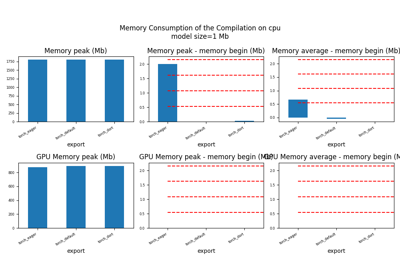 Memory Consumption of the Compilation on cpu
model size=1 Mb
Memory peak (Mb)
Memory peak - memory begin (Mb)
Memory average - memory begin (Mb)
1750
1500
1250
1000
750
500
250
0
2.0
1.5
1.0
0.5
0.0
2.0
1.5
1.0
0.5
0.0
torch_eager
torch_default
torch_dort
torch_eager
torch_default
torch_dort
torch_eager
torch_default
torch_dort
export
export
export
GPU Memory peak (Mb)
GPU Memory peak - memory begin (Mb)
GPU Memory average - memory begin (M
800
600
400
200
0
2.0
1.5
1.0
0.5
0.0
2.0
1.5
1.0
0.5
0.0
torch_eager
torch_default
torch_dort
torch_eager
torch_default
torch_dort
torch_eager
torch_default
torch_dort
export
export
export